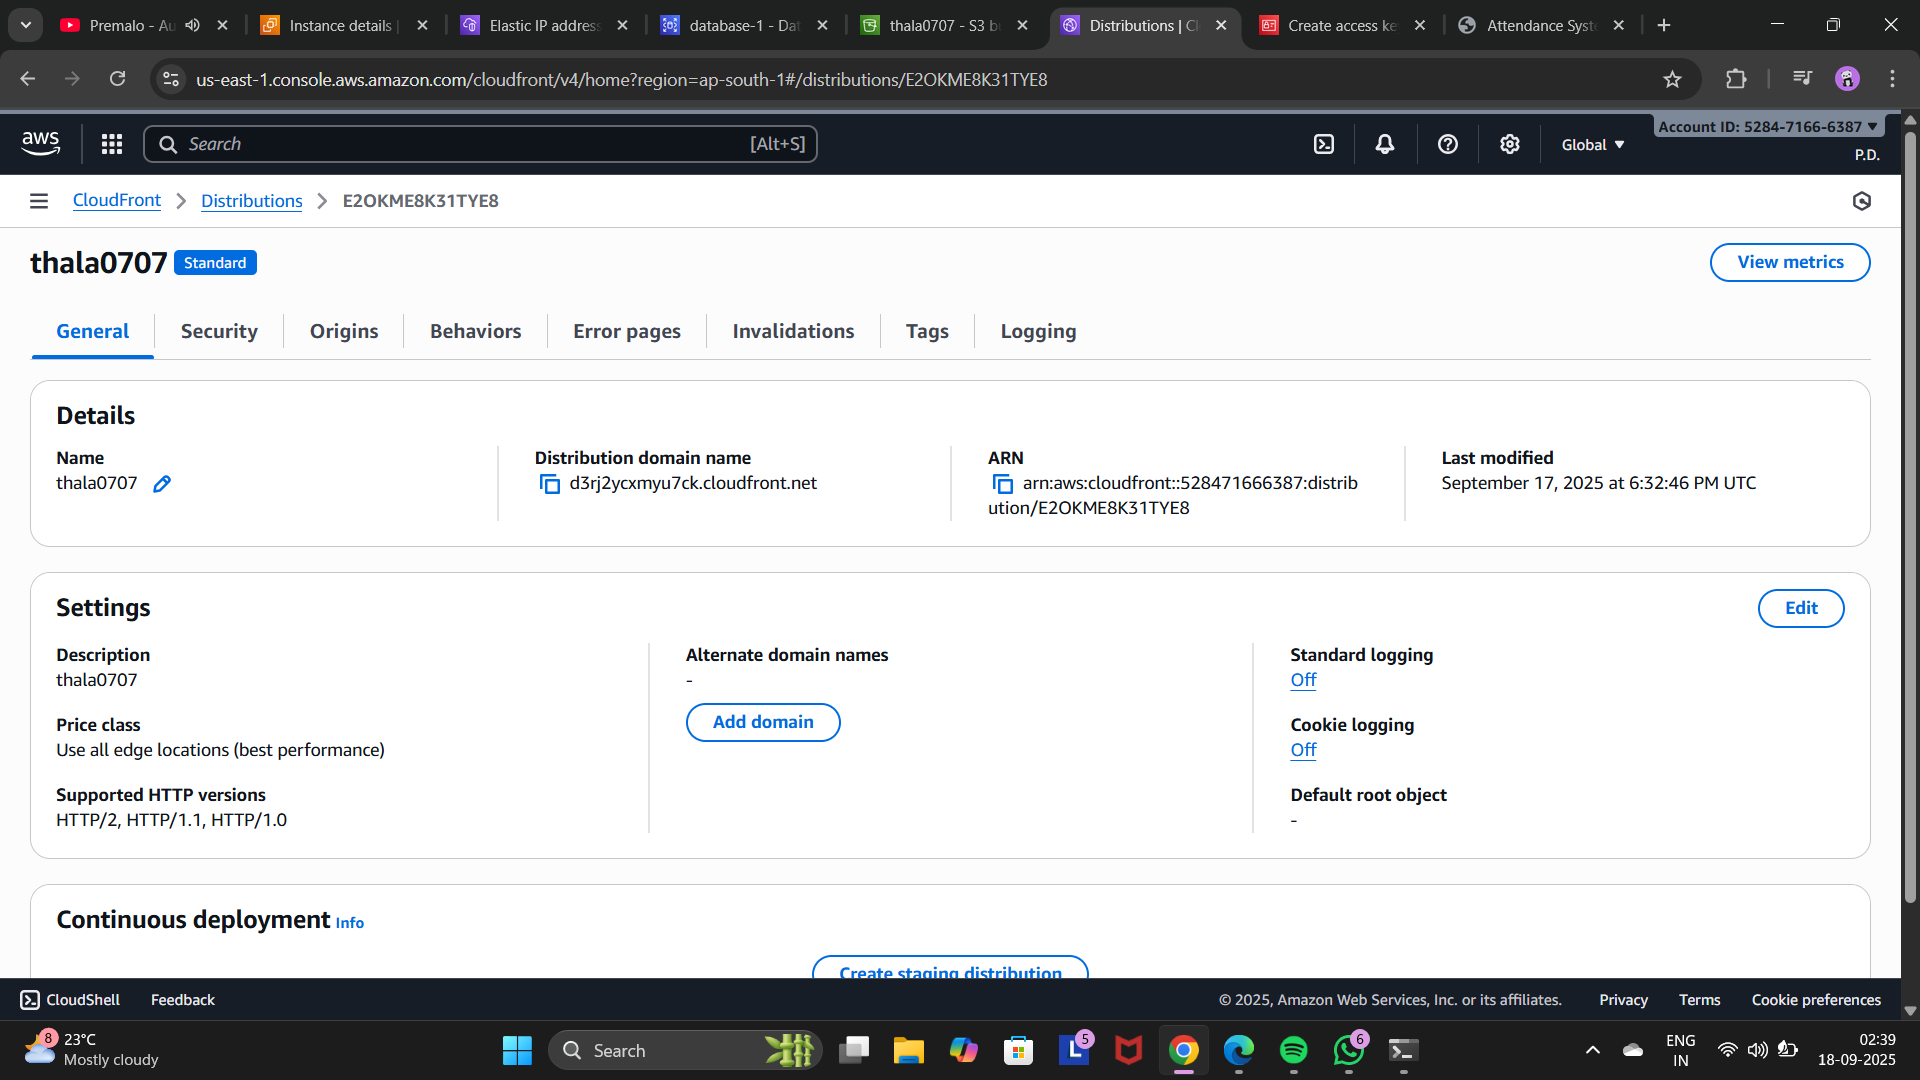 Premalo - Au
Instance details |
Elastic IP address
database-1 - Dat
thala0707 - S3 bu
Distributions | Cl
Create access ke
Attendance Syste
us-east-1.console.aws.amazon.com/cloudfront/v4/home?region=ap-south-1#/distributions/E2OKME8K31TYE8
aws
Search
[Alt+S]
Global
Account ID: 5284-7166-6387
P.D.
CloudFront
Distributions
E2OKME8K31TYE8
thala0707
Standard
View metrics
General
Security
Origins
Behaviors
Error pages
Invalidations
Tags
Logging
Details
Name
thala0707
Distribution domain name
d3rj2ycxmyu7ck.cloudfront.net
ARN
arn:aws:cloudfront::528471666387:distrib
ution/E2OKME8K31TYE8
Last modified
September 17, 2025 at 6:32:46 PM UTC
Settings
Edit
Description
thala0707
Price class
Use all edge locations (best performance)
Supported HTTP versions
HTTP/2, HTTP/1.1, HTTP/1.0
Alternate domain names
-
Add domain
Standard logging
Off
Cookie logging
Off
Default root object
-
Continuous deployment
Info
Create staging distribution
CloudShell
Feedback
© 2025, Amazon Web Services, Inc. or its affiliates.
Privacy
Terms
Cookie preferences
8
23°C
Mostly cloudy
Search
L
5
6
ENG
IN
02:39
18-09-2025